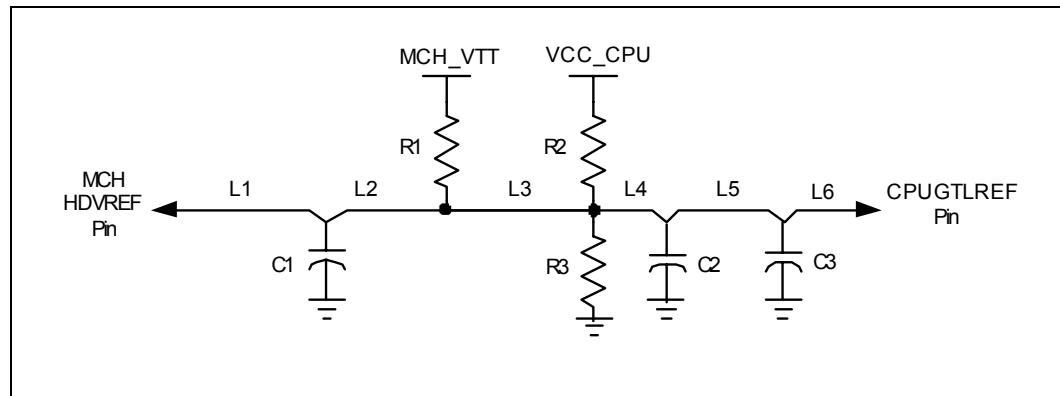 MCH_VTT
VCC_CPU
R1
R2
MCH
HDVREF
Pin
L1
L2
L3
L4
L5
L6
CPUGTLREF
Pin
C1
R3
C2
C3